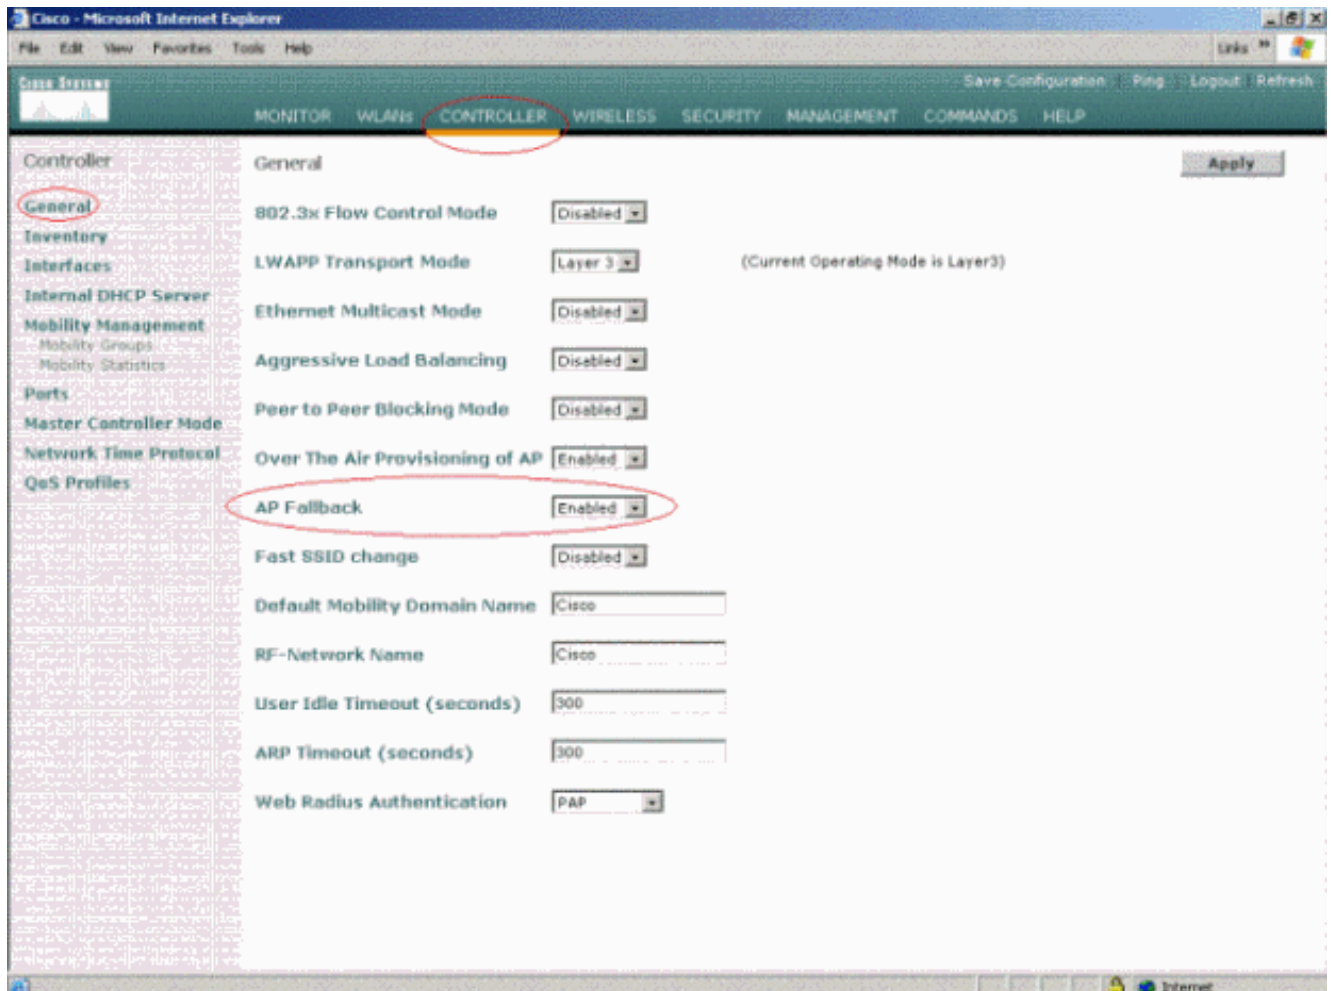 Cisco - Microsoft Internet Explorer
File Edit View Favorites Tools Help Links »
CISCO SYSTEMS
Save Configuration Ping Logout Refresh
MONITOR WLANs CONTROLLER WIRELESS SECURITY MANAGEMENT COMMANDS HELP
Controller
General
Inventory
Interfaces
Internal DHCP Server
Mobility Management
Mobility Groups
Mobility Statistics
Ports
Master Controller Mode
Network Time Protocol
QoS Profiles
General
Apply
802.3x Flow Control Mode Disabled
LWAPP Transport Mode Layer 3 (Current Operating Mode is Layer3)
Ethernet Multicast Mode Disabled
Aggressive Load Balancing Disabled
Peer to Peer Blocking Mode Disabled
Over The Air Provisioning of AP Enabled
AP Fallback Enabled
Fast SSID change Disabled
Default Mobility Domain Name Cisco
RF-Network Name Cisco
User Idle Timeout (seconds) 300
ARP Timeout (seconds) 300
Web Radius Authentication PAP
Internet